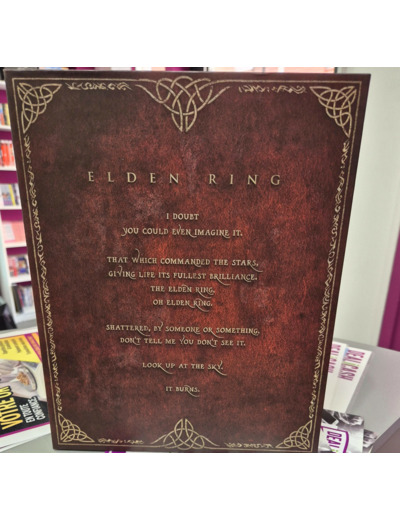 ELDEN RING
I DOUBT
YOU COULD EVEN IMAGINE IT.
THAT WHICH COMMANDED THE STARS,
GIVING LIFE ITS FULLEST BRILLIANCE.
THE ELDEN RING,
OH ELDEN RING.
SHATTERED, BY SOMEONE OR SOMETHING.
DON'T TELL ME YOU DON'T SEE IT.
LOOK UP AT THE SKY.
IT BURNS.
VOTRE